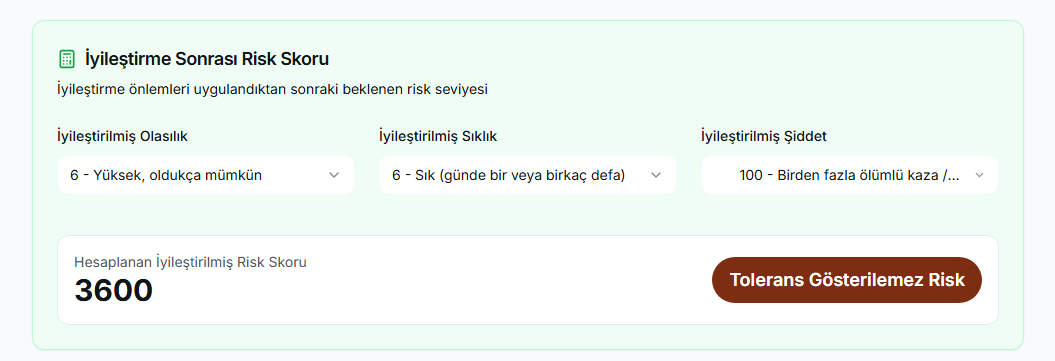 İyileştirme Sonrası Risk Skoru
İyileştirme önlemleri uygulandıktan sonraki beklenen risk seviyesi
İyileştirilmiş Olasılık
İyileştirilmiş Sıklık
İyileştirilmiş Şiddet
6 - Yüksek, oldukça mümkün
6 - Sık (günde bir veya birkaç defa)
100 - Birden fazla ölümlü kaza /...
Hesaplanan İyileştirilmiş Risk Skoru
3600
Tolerans Gösterilemez Risk